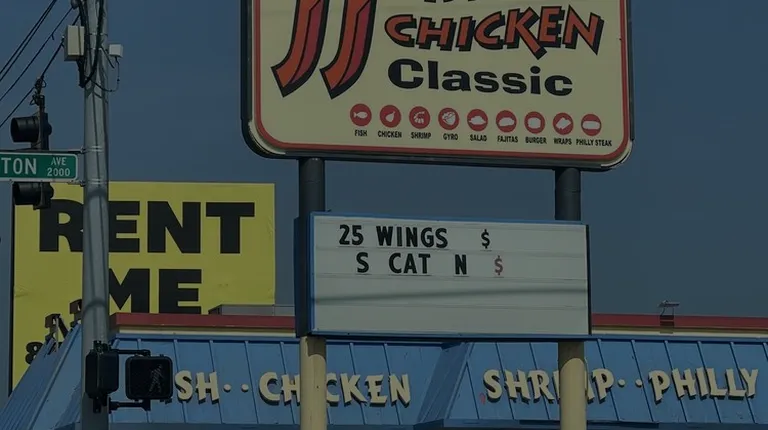 CHICKEN
Classic
FISH CHICKEN SHRIMP GYRO SALAD FAJITAS BURGER WRAPS PHILLY STEAK
TON AVE 2000
RENT
ME
25 WINGS $
S CAT N $
SH·· CHICKEN SHRIMP·· PHILLY